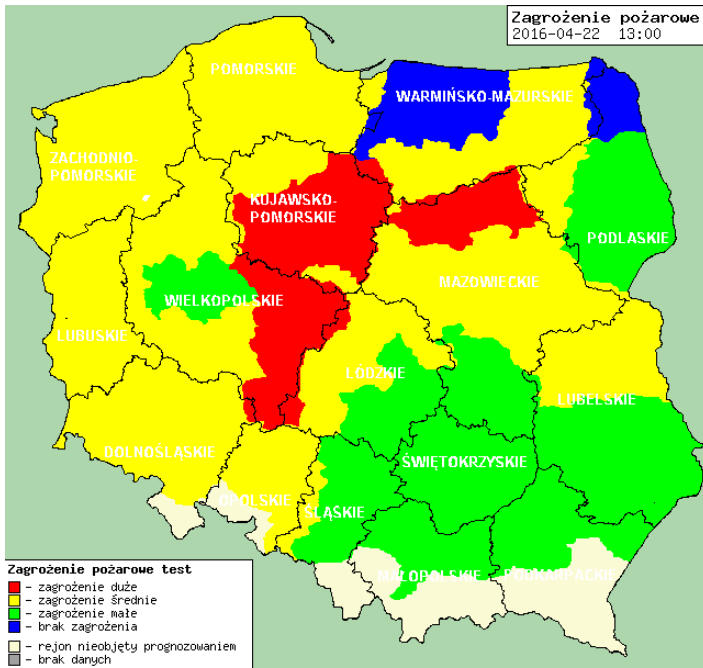 Zagrożenie pożarowe
2016-04-22 13:00
POMORSKIE
WARMIŃSKO-MAZURSKIE
ZACHODNIO-
POMORSKIE
KUJAWSKO-
POMORSKIE
PODLASKIE
MAZOWIECKIE
WIELKOPOLSKIE
LUBUSKIE
ŁÓDZKIE
LUBELSKIE
DOLNOŚLĄSKIE
ŚWIĘTOKRZYSKIE
OPOLSKIE
ŚLĄSKIE
MAŁOPOLSKIE
PODKARPACKIE
Zagrożenie pożarowe test
– zagrożenie duże
– zagrożenie średnie
– zagrożenie małe
– brak zagrożenia
– rejon nieobjęty prognozowaniem
– brak danych